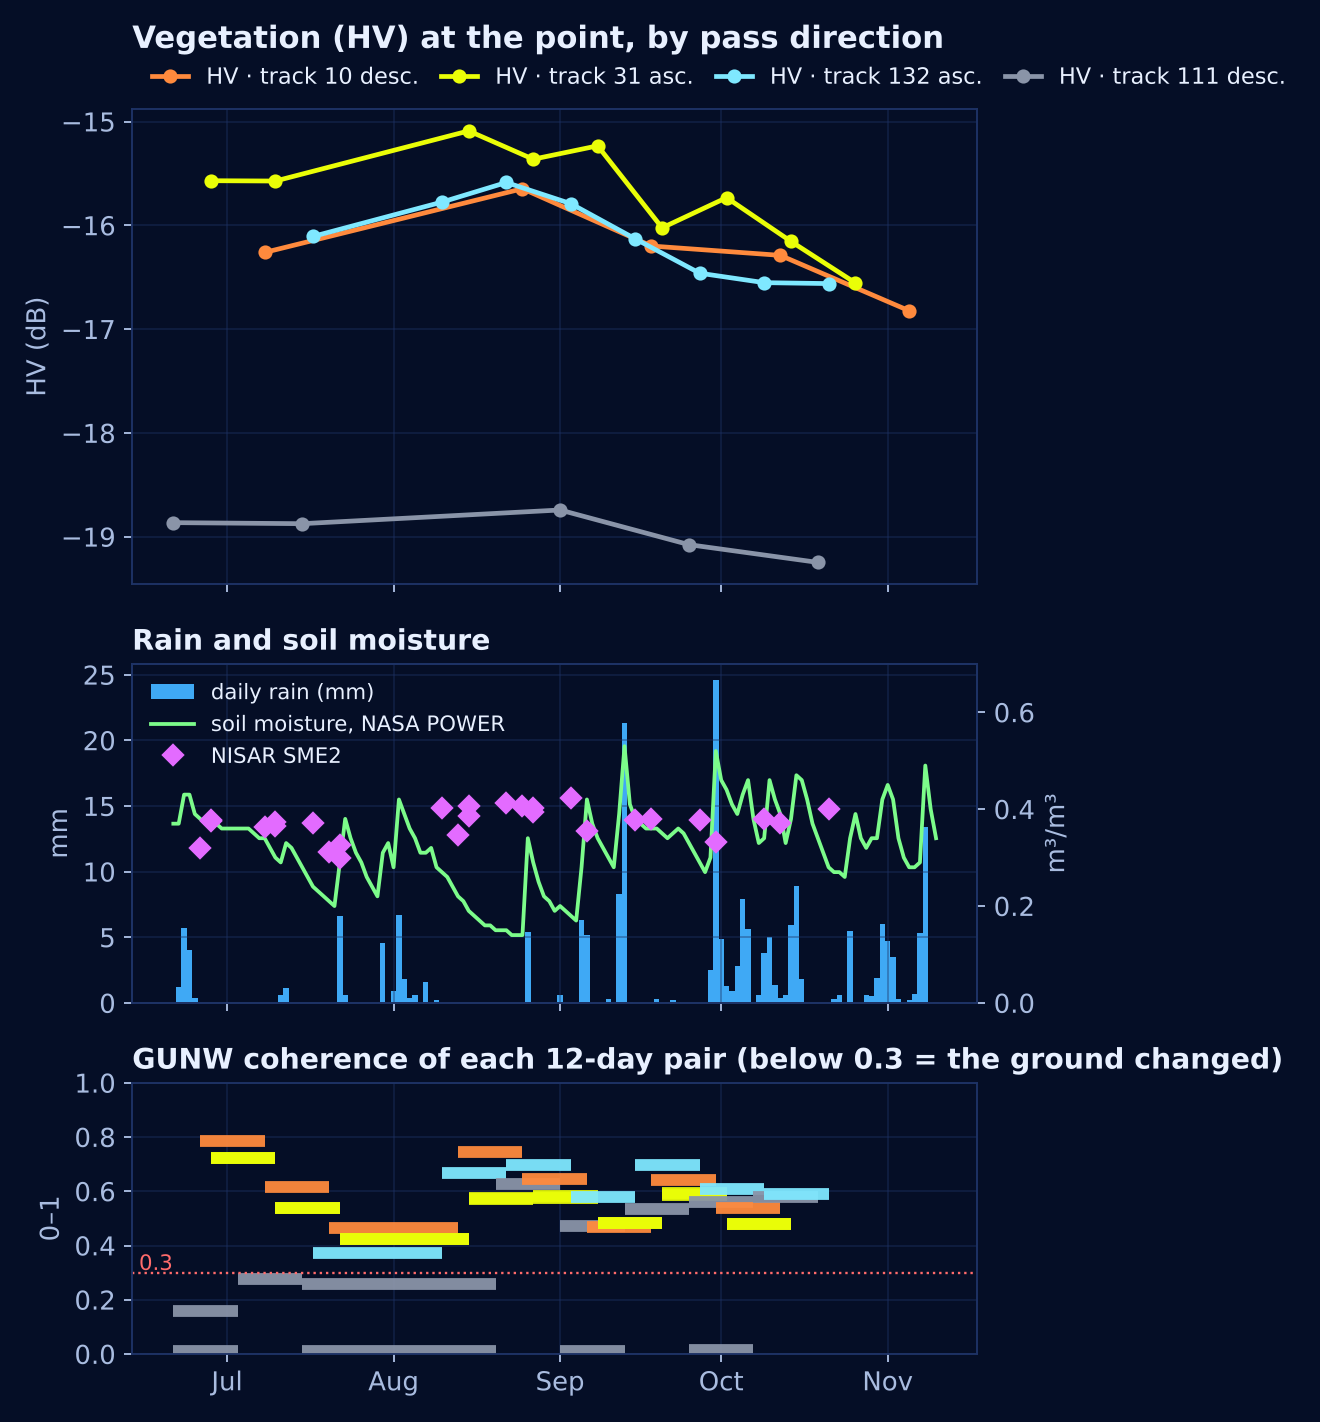 Vegetation (HV) at the point, by pass direction
HV · track 10 desc. HV · track 31 asc. HV · track 132 asc. HV · track 111 desc.
−15
−16
−17
−18
−19
HV (dB)
Rain and soil moisture
daily rain (mm)
soil moisture, NASA POWER
NISAR SME2
25
20
15
10
5
0
mm
0.6
0.4
0.2
0.0
m³/m³
GUNW coherence of each 12-day pair (below 0.3 = the ground changed)
1.0
0.8
0.6
0.4
0.2
0.0
0–1
0.3
Jul Aug Sep Oct Nov